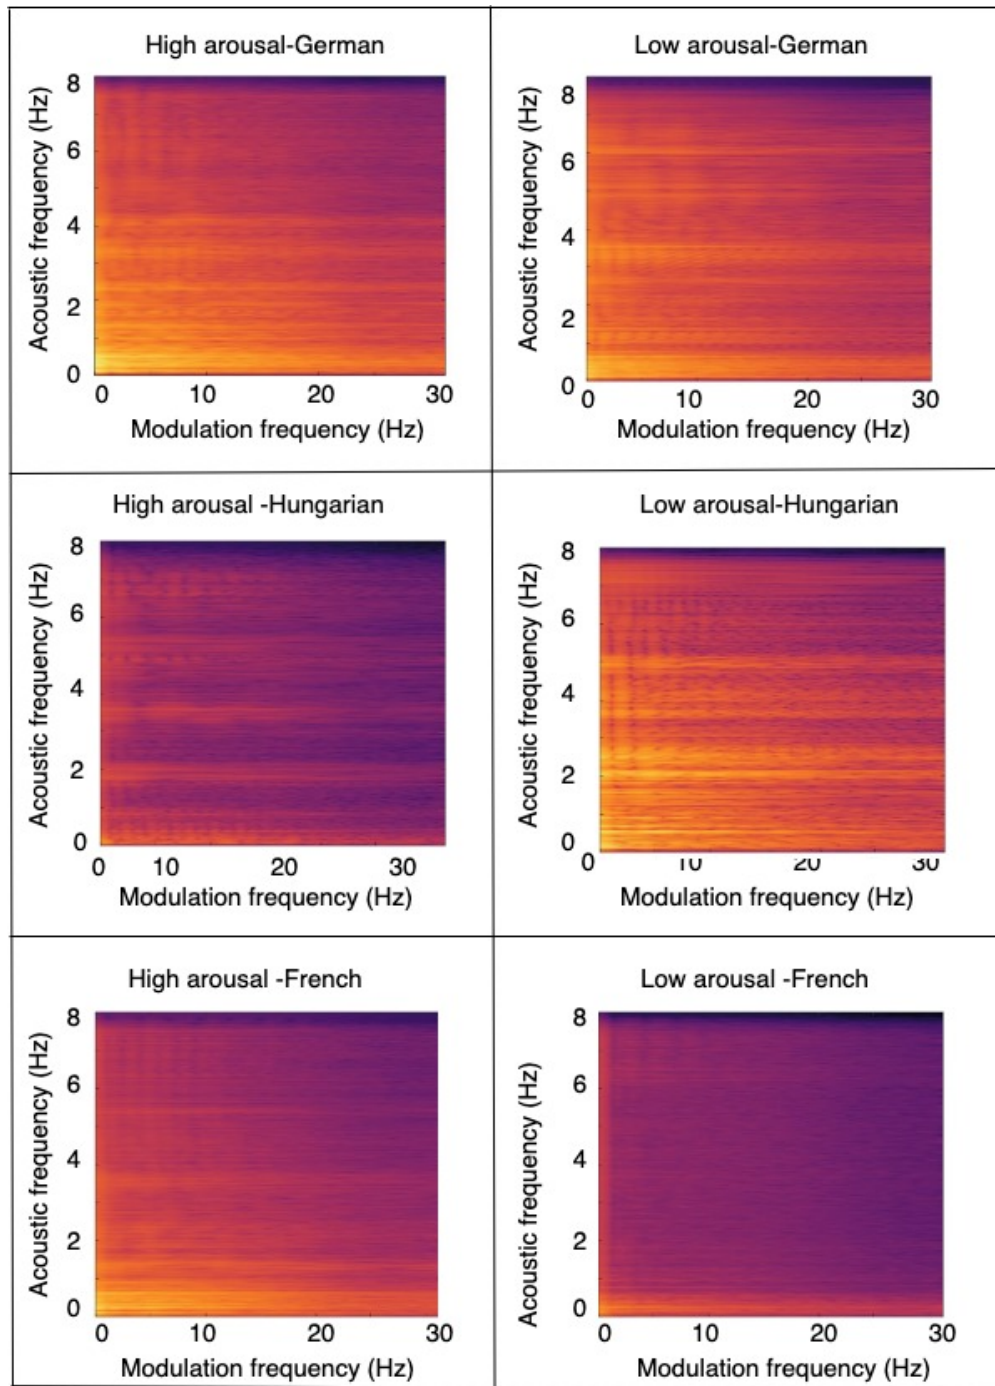 High arousal-German
Low arousal-German
Acoustic frequency (Hz)
8
6
4
2
0
0 10 20 30
Modulation frequency (Hz)
Acoustic frequency (Hz)
8
6
4
2
0
0 10 20 30
Modulation frequency (Hz)
High arousal -Hungarian
Low arousal-Hungarian
Acoustic frequency (Hz)
8
6
4
2
0
0 10 20 30
Modulation frequency (Hz)
Acoustic frequency (Hz)
8
6
4
2
0
0 10 20 30
Modulation frequency (Hz)
High arousal -French
Low arousal -French
Acoustic frequency (Hz)
8
6
4
2
0
0 10 20 30
Modulation frequency (Hz)
Acoustic frequency (Hz)
8
6
4
2
0
0 10 20 30
Modulation frequency (Hz)